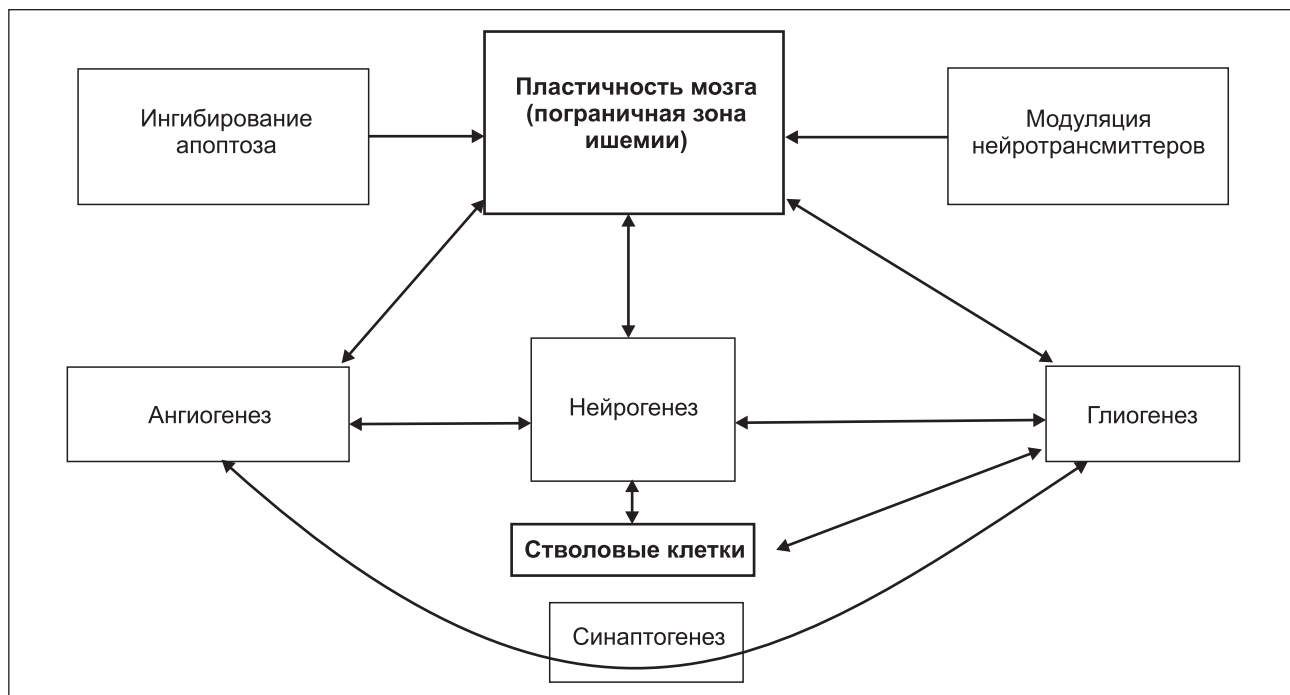 Ингибирование
апоптоза
Пластичность мозга
(пограничная зона
ишемии)
Модуляция
нейротрансмиттеров
Ангиогенез
Нейрогенез
Глиогенез
Стволовые клетки
Синаптогенез